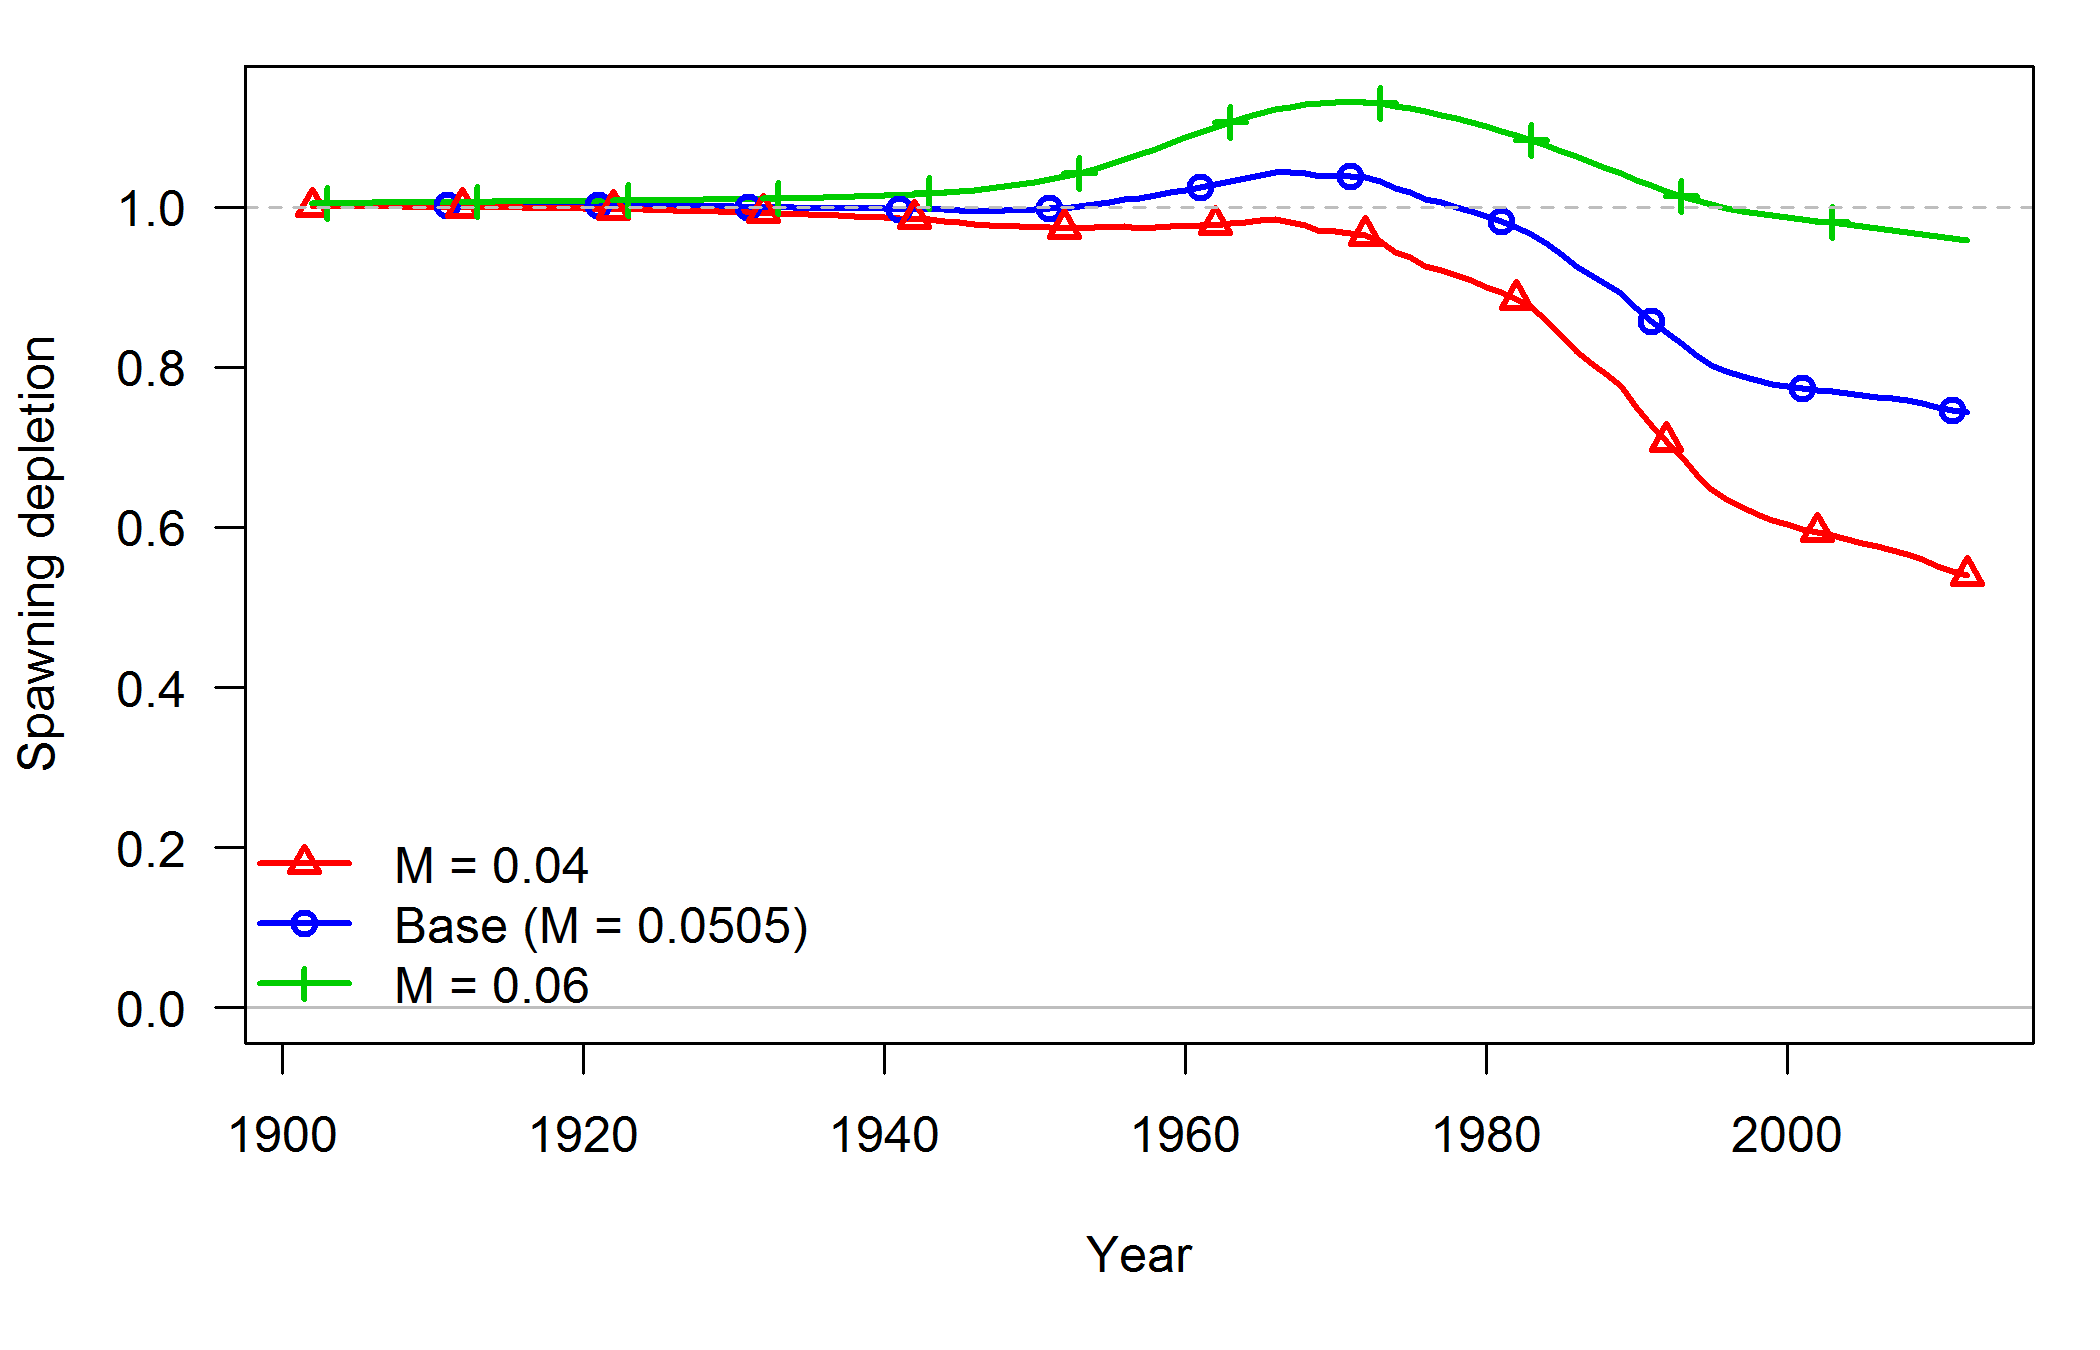 Spawning depletion
1.0
0.8
0.6
0.4
0.2
0.0
M = 0.04
Base (M = 0.0505)
M = 0.06
1900 1920 1940 1960 1980 2000
Year